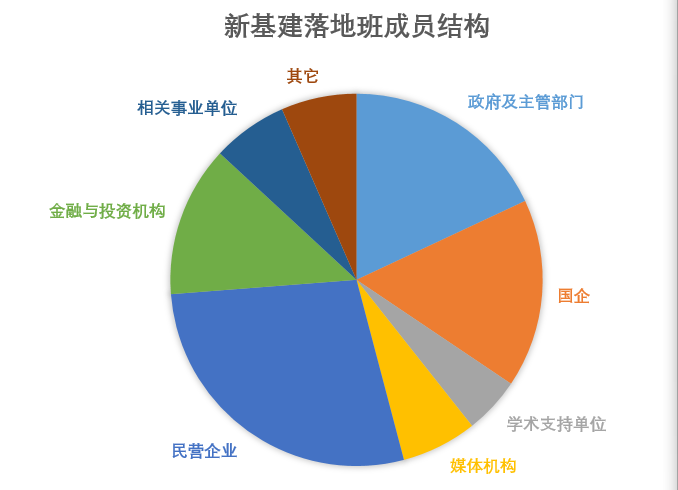 新基建落地班成员结构
其它
政府及主管部门
相关事业单位
金融与投资机构
国企
学术支持单位
民营企业
媒体机构